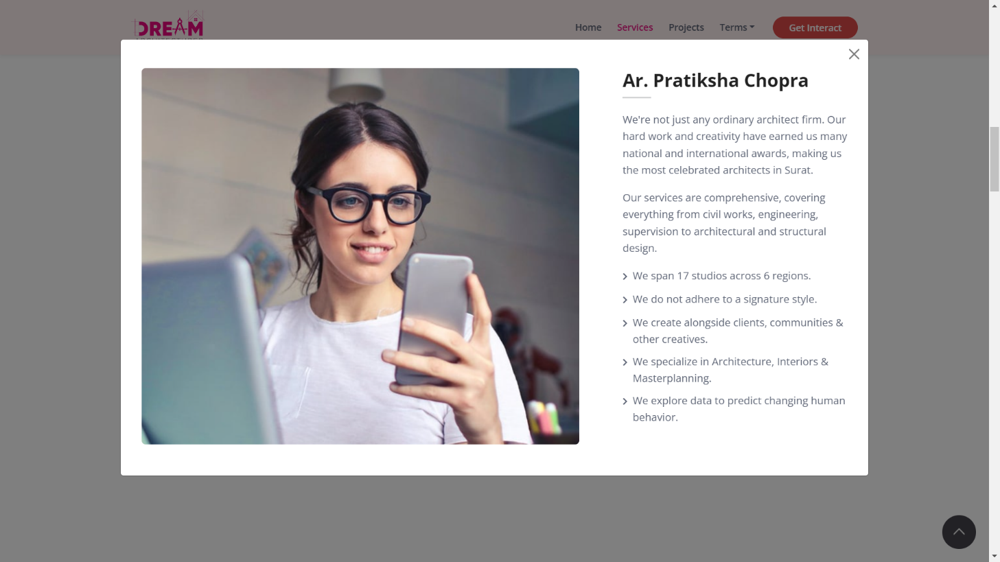 DREAM
Home
Services
Projects
Terms
Get Interact
Ar. Pratiksha Chopra
We're not just any ordinary architect firm. Our
hard work and creativity have earned us many
national and international awards, making us
the most celebrated architects in Surat.
Our services are comprehensive, covering
everything from civil works, engineering,
supervision to architectural and structural
design.
We span 17 studios across 6 regions.
We do not adhere to a signature style.
We create alongside clients, communities &
other creatives.
We specialize in Architecture, Interiors &
Masterplanning.
We explore data to predict changing human
behavior.